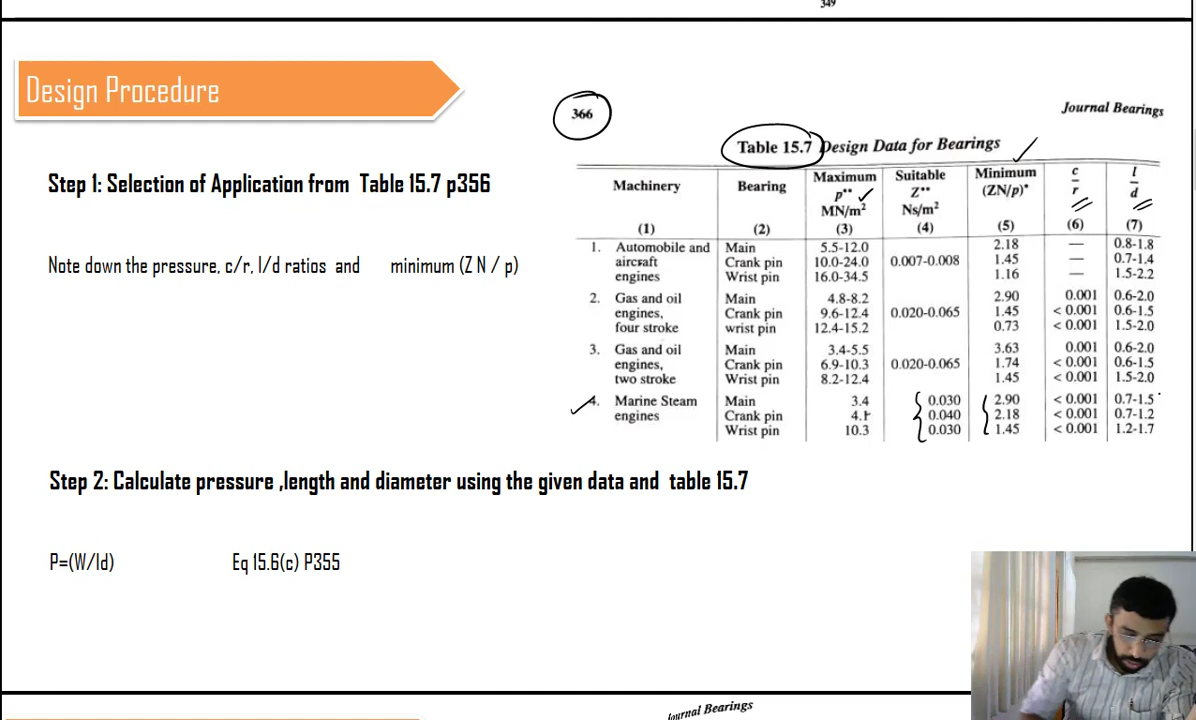 349
Design Procedure
Step 1: Selection of Application from Table 15.7 p356
Note down the pressure, c/r, l/d ratios and minimum (Z N / p)
366
Journal Bearings
Table 15.7 Design Data for Bearings
Machinery Bearing Maximum p** MN/m² Suitable Z** Ns/m² Minimum (ZN/p)* c/r l/d
(1) (2) (3) (4) (5) (6) (7)
1. Automobile and Main 5.5-12.0 2.18 — 0.8-1.8
aircraft Crank pin 10.0-24.0 0.007-0.008 1.45 — 0.7-1.4
engines Wrist pin 16.0-34.5 1.16 — 1.5-2.2
2. Gas and oil Main 4.8-8.2 2.90 0.001 0.6-2.0
engines, Crank pin 9.6-12.4 0.020-0.065 1.45 < 0.001 0.6-1.5
four stroke wrist pin 12.4-15.2 0.73 < 0.001 1.5-2.0
3. Gas and oil Main 3.4-5.5 3.63 0.001 0.6-2.0
engines, Crank pin 6.9-10.3 0.020-0.065 1.74 < 0.001 0.6-1.5
two stroke Wrist pin 8.2-12.4 1.45 < 0.001 1.5-2.0
4. Marine Steam Main 3.4 0.030 2.90 < 0.001 0.7-1.5
engines Crank pin 0.040 2.18 < 0.001 0.7-1.2
Wrist pin 10.3 0.030 1.45 < 0.001 1.2-1.7
Step 2: Calculate pressure ,length and diameter using the given data and table 15.7
P=(W/ld) Eq 15.6(c) P355
Journal Bearings